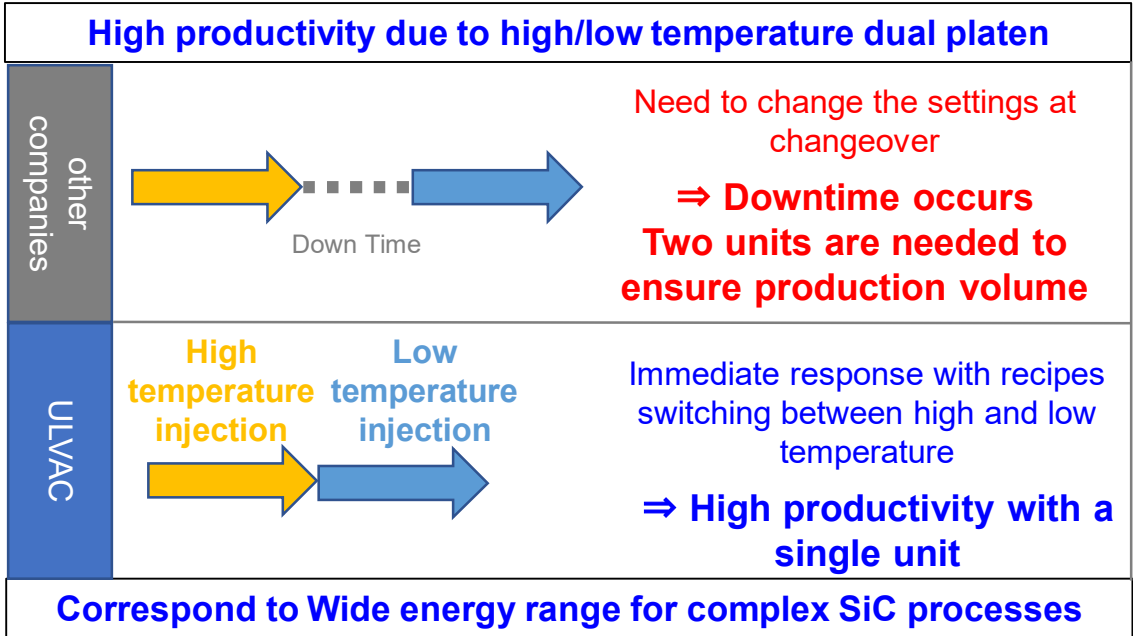 High productivity due to high/low temperature dual platen
other
companies
Down Time
Need to change the settings at
changeover
⇒ Downtime occurs
Two units are needed to
ensure production volume
ULVAC
High
temperature
injection
Low
temperature
injection
Immediate response with recipes
switching between high and low
temperature
⇒ High productivity with a
single unit
Correspond to Wide energy range for complex SiC processes